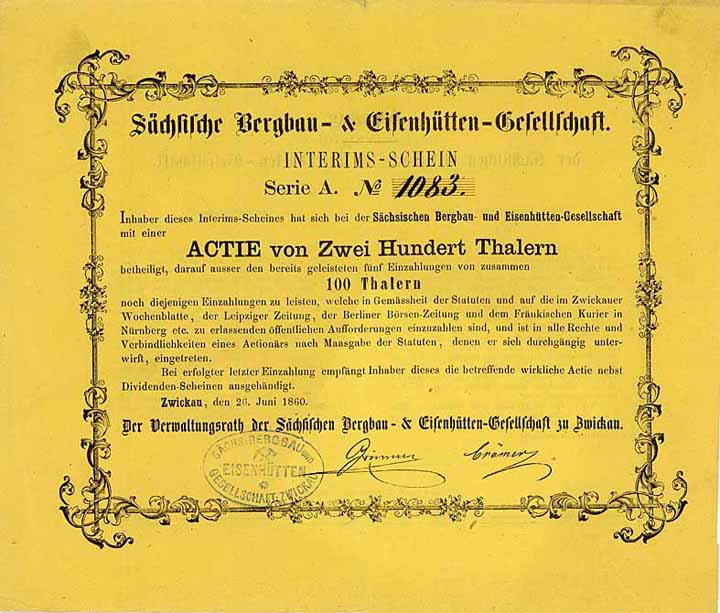 Sächsische Bergbau- & Eisenhütten-Gesellschaft.
INTERIMS-SCHEIN
Serie A. № 1083.
Inhaber dieses Interims-Scheines hat sich bei der Sächsischen Bergbau- und Eisenhütten-Gesellschaft
mit einer
ACTIE von Zwei Hundert Thalern
betheiligt, darauf ausser den bereits geleisteten fünf Einzahlungen von zusammen
100 Thalern
noch diejenigen Einzahlungen zu leisten, welche in Gemässheit der Statuten und auf die im Zwickauer
Wochenblatte, der Leipziger Zeitung, der Berliner Börsen-Zeitung und dem Fränkischen Kurier in
Nürnberg etc. zu erlassenden öffentlichen Aufforderungen einzuzahlen sind, und ist in alle Rechte und
Verbindlichkeiten eines Actionärs nach Maasgabe der Statuten, denen er sich durchgängig unter-
wirft, eingetreten.
Bei erfolgter letzter Einzahlung empfängt Inhaber dieses die betreffende wirkliche Actie nebst
Dividenden-Scheinen ausgehändigt.
Zwickau, den 26. Juni 1860.
Der Verwaltungsrath der Sächsischen Bergbau- & Eisenhütten-Gesellschaft zu Zwickau.
SÄCHS. BERGBAU und
EISENHÜTTEN
GESELLSCHAFT ZWICKAU
Crämer